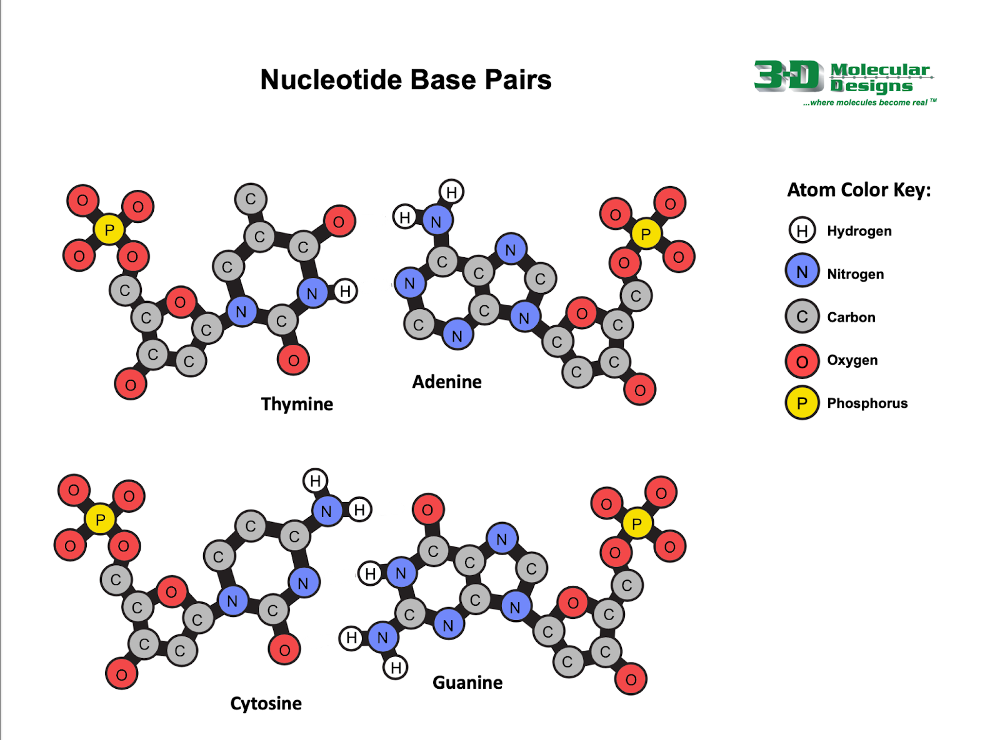 Nucleotide Base Pairs
3-D Molecular
Designs
...where molecules become real ™
Atom Color Key:
H Hydrogen
N Nitrogen
C Carbon
O Oxygen
P Phosphorus
O O P O O C O C C C C O
C C C O C N H N C O
Thymine
H H N C N N C C C C N N
O O P O O C O C C C C O
Adenine
O O P O O C O C C C C O
H N H C C C N N C O
Cytosine
O C N H N C C C C N N H N H
O O P O O C O C C C C O
Guanine